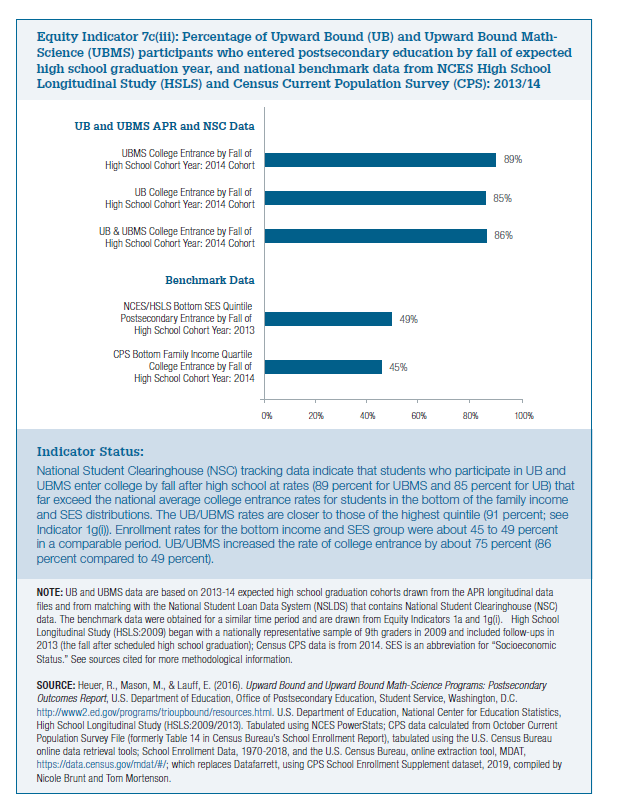 Equity Indicator 7c(iii): Percentage of Upward Bound (UB) and Upward Bound Math-
Science (UBMS) participants who entered postsecondary education by fall of expected
high school graduation year, and national benchmark data from NCES High School
Longitudinal Study (HSLS) and Census Current Population Survey (CPS): 2013/14
UB and UBMS APR and NSC Data
UBMS College Entrance by Fall of
High School Cohort Year: 2014 Cohort
89%
UB College Entrance by Fall of
High School Cohort Year: 2014 Cohort
85%
UB & UBMS College Entrance by Fall of
High School Cohort Year: 2014 Cohort
86%
Benchmark Data
NCES/HSLS Bottom SES Quintile
Postsecondary Entrance by Fall of
High School Cohort Year: 2013
49%
CPS Bottom Family Income Quartile
College Entrance by Fall of
High School Cohort Year: 2014
45%
0% 20% 40% 60% 80% 100%
Indicator Status:
National Student Clearinghouse (NSC) tracking data indicate that students who participate in UB and
UBMS enter college by fall after high school at rates (89 percent for UBMS and 85 percent for UB) that
far exceed the national average college entrance rates for students in the bottom of the family income
and SES distributions. The UB/UBMS rates are closer to those of the highest quintile (91 percent; see
Indicator 1g(i)). Enrollment rates for the bottom income and SES group were about 45 to 49 percent
in a comparable period. UB/UBMS increased the rate of college entrance by about 75 percent (86
percent compared to 49 percent).
NOTE: UB and UBMS data are based on 2013-14 expected high school graduation cohorts drawn from the APR longitudinal data
files and from matching with the National Student Loan Data System (NSLDS) that contains National Student Clearinghouse (NSC)
data. The benchmark data were obtained for a similar time period and are drawn from Equity Indicators 1a and 1g(i). High School
Longitudinal Study (HSLS:2009) began with a nationally representative sample of 9th graders in 2009 and included follow-ups in
2013 (the fall after scheduled high school graduation); Census CPS data is from 2014. SES is an abbreviation for "Socioeconomic
Status." See sources cited for more methodological information.
SOURCE: Heuer, R., Mason, M., & Lauff, E. (2016). Upward Bound and Upward Bound Math-Science Programs: Postsecondary
Outcomes Report, U.S. Department of Education, Office of Postsecondary Education, Student Service, Washington, D.C.
http://www2.ed.gov/programs/trioupbound/resources.html. U.S. Department of Education, National Center for Education Statistics,
High School Longitudinal Study (HSLS:2009/2013). Tabulated using NCES PowerStats; CPS data calculated from October Current
Population Survey File (formerly Table 14 in Census Bureau's School Enrollment Report), tabulated using the U.S. Census Bureau
online data retrieval tools; School Enrollment Data, 1970-2018, and the U.S. Census Bureau, online extraction tool, MDAT,
https://data.census.gov/mdat/#/; which replaces Datafarrett, using CPS School Enrollment Supplement dataset, 2019, compiled by
Nicole Brunt and Tom Mortenson.